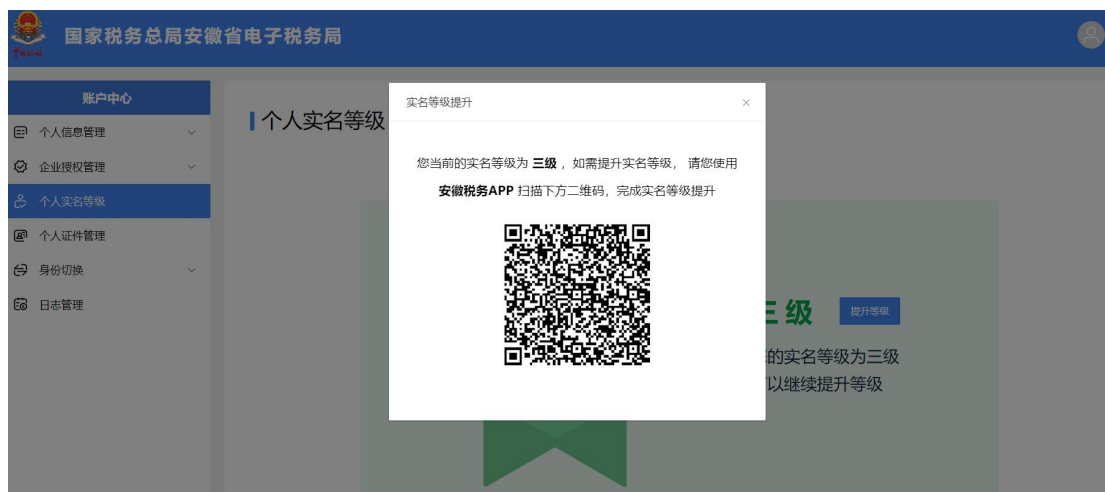 国家税务总局安徽省电子税务局
账户中心
个人信息管理
企业授权管理
个人实名等级
个人证件管理
身份切换
日志管理
个人实名等级
实名等级提升
您当前的实名等级为 三级 ，如需提升实名等级， 请您使用
安徽税务APP 扫描下方二维码，完成实名等级提升
三级
提升等级
的实名等级为三级
以继续提升等级